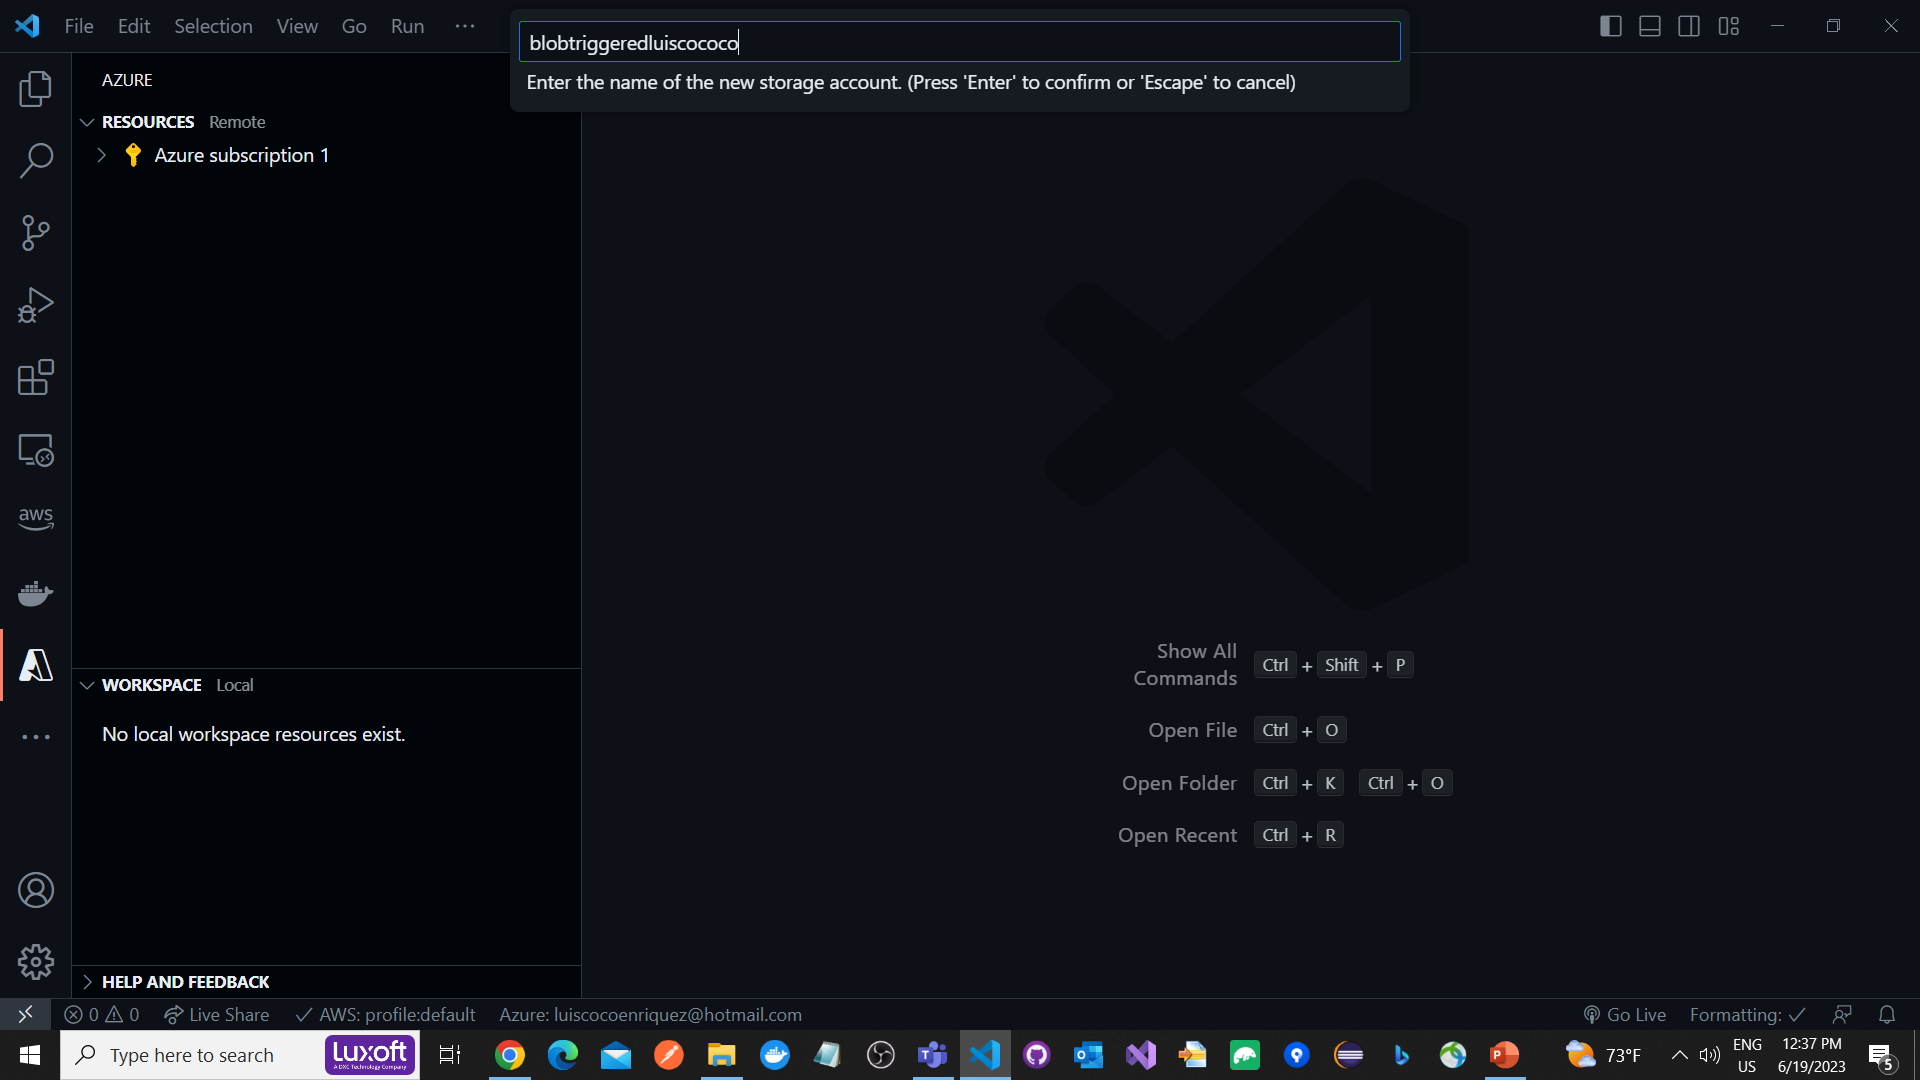 File Edit Selection View Go Run ···
blobtriggeredluiscococo
Enter the name of the new storage account. (Press 'Enter' to confirm or 'Escape' to cancel)
AZURE
RESOURCES Remote
Azure subscription 1
aws
Show All Commands Ctrl + Shift + P
Open File Ctrl + O
Open Folder Ctrl + K Ctrl + O
Open Recent Ctrl + R
WORKSPACE Local
No local workspace resources exist.
HELP AND FEEDBACK
0 0 Live Share AWS: profile:default Azure: luiscocoenriquez@hotmail.com Go Live Formatting:
Type here to search
luxoft
A DXC Technology Company
73°F
ENG
US
12:37 PM
6/19/2023
5